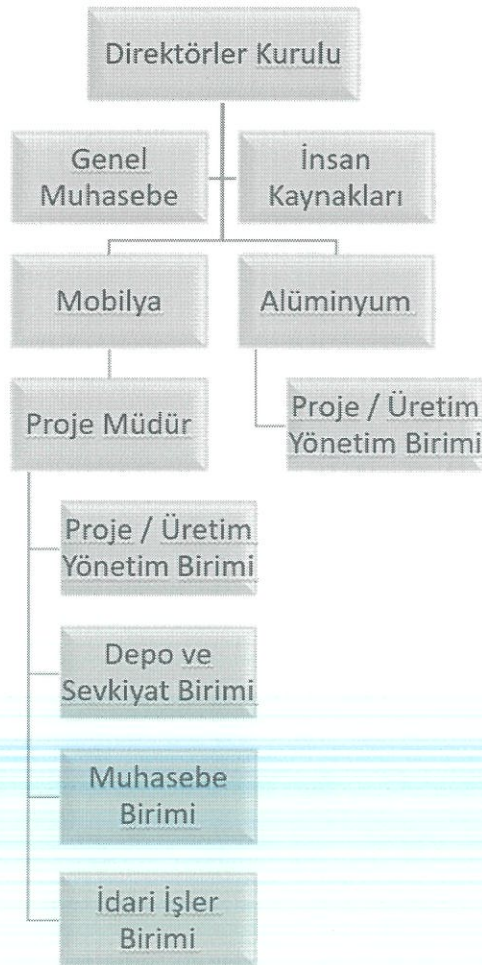 Direktörler Kurulu
Genel
Muhasebe
İnsan
Kaynakları
Mobilya
Alüminyum
Proje Müdür
Proje / Üretim
Yönetim Birimi
Proje / Üretim
Yönetim Birimi
Depo ve
Sevkiyat Birimi
Muhasebe
Birimi
İdari İşler
Birimi